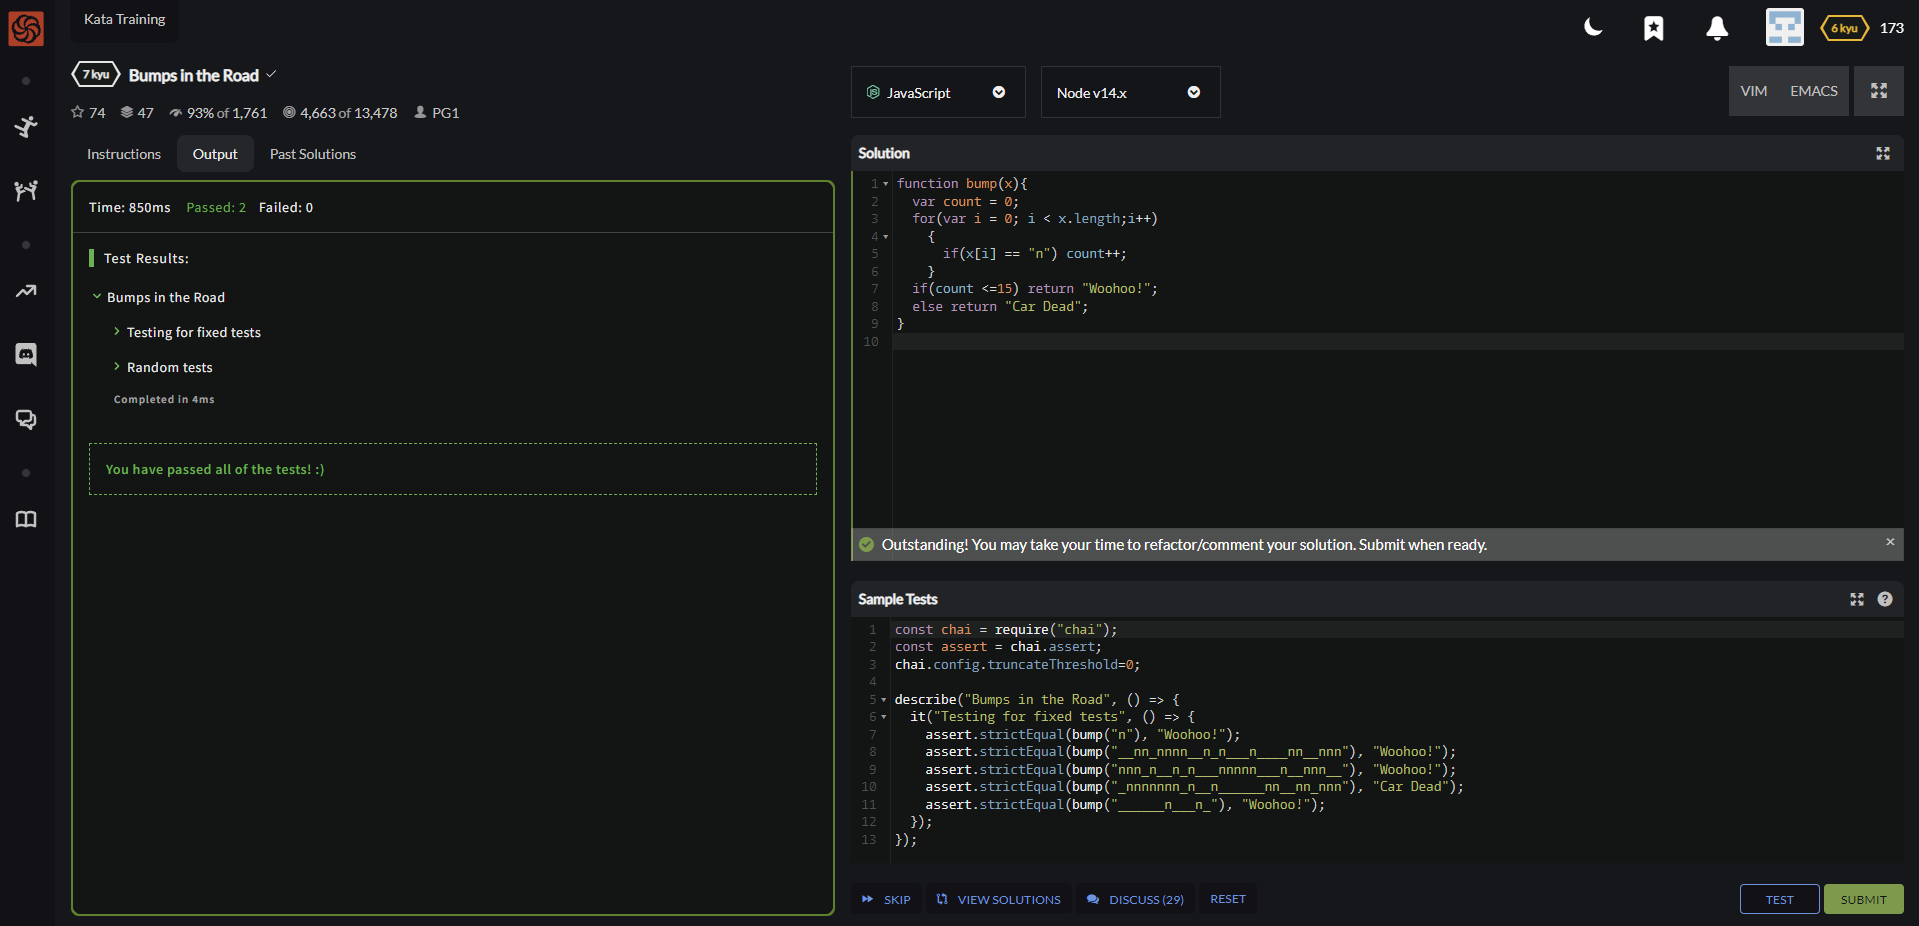 Kata Training
6 kyu 173
7 kyu Bumps in the Road
74 47 93% of 1,761 4,663 of 13,478 PG1
Instructions Output Past Solutions
Time: 850ms Passed: 2 Failed: 0
Test Results:
Bumps in the Road
Testing for fixed tests
Random tests
Completed in 4ms
You have passed all of the tests! :)
JavaScript Node v14.x VIM EMACS
Solution
1 function bump(x){
2   var count = 0;
3   for(var i = 0; i < x.length;i++)
4     {
5       if(x[i] == "n") count++;
6     }
7   if(count <=15) return "Woohoo!";
8   else return "Car Dead";
9 }
10
Outstanding! You may take your time to refactor/comment your solution. Submit when ready. ×
Sample Tests ?
1 const chai = require("chai");
2 const assert = chai.assert;
3 chai.config.truncateThreshold=0;
4
5 describe("Bumps in the Road", () => {
6   it("Testing for fixed tests", () => {
7     assert.strictEqual(bump("n"), "Woohoo!");
8     assert.strictEqual(bump("__nn_nnnn__n_n___n____nn__nnn"), "Woohoo!");
9     assert.strictEqual(bump("nnn_n__n_n___nnnnn___n__nnn__"), "Woohoo!");
10     assert.strictEqual(bump("_nnnnnnn_n__n______nn__nn_nnn"), "Car Dead");
11     assert.strictEqual(bump("______n___n_"), "Woohoo!");
12   });
13 });
SKIP VIEW SOLUTIONS DISCUSS (29) RESET TEST SUBMIT